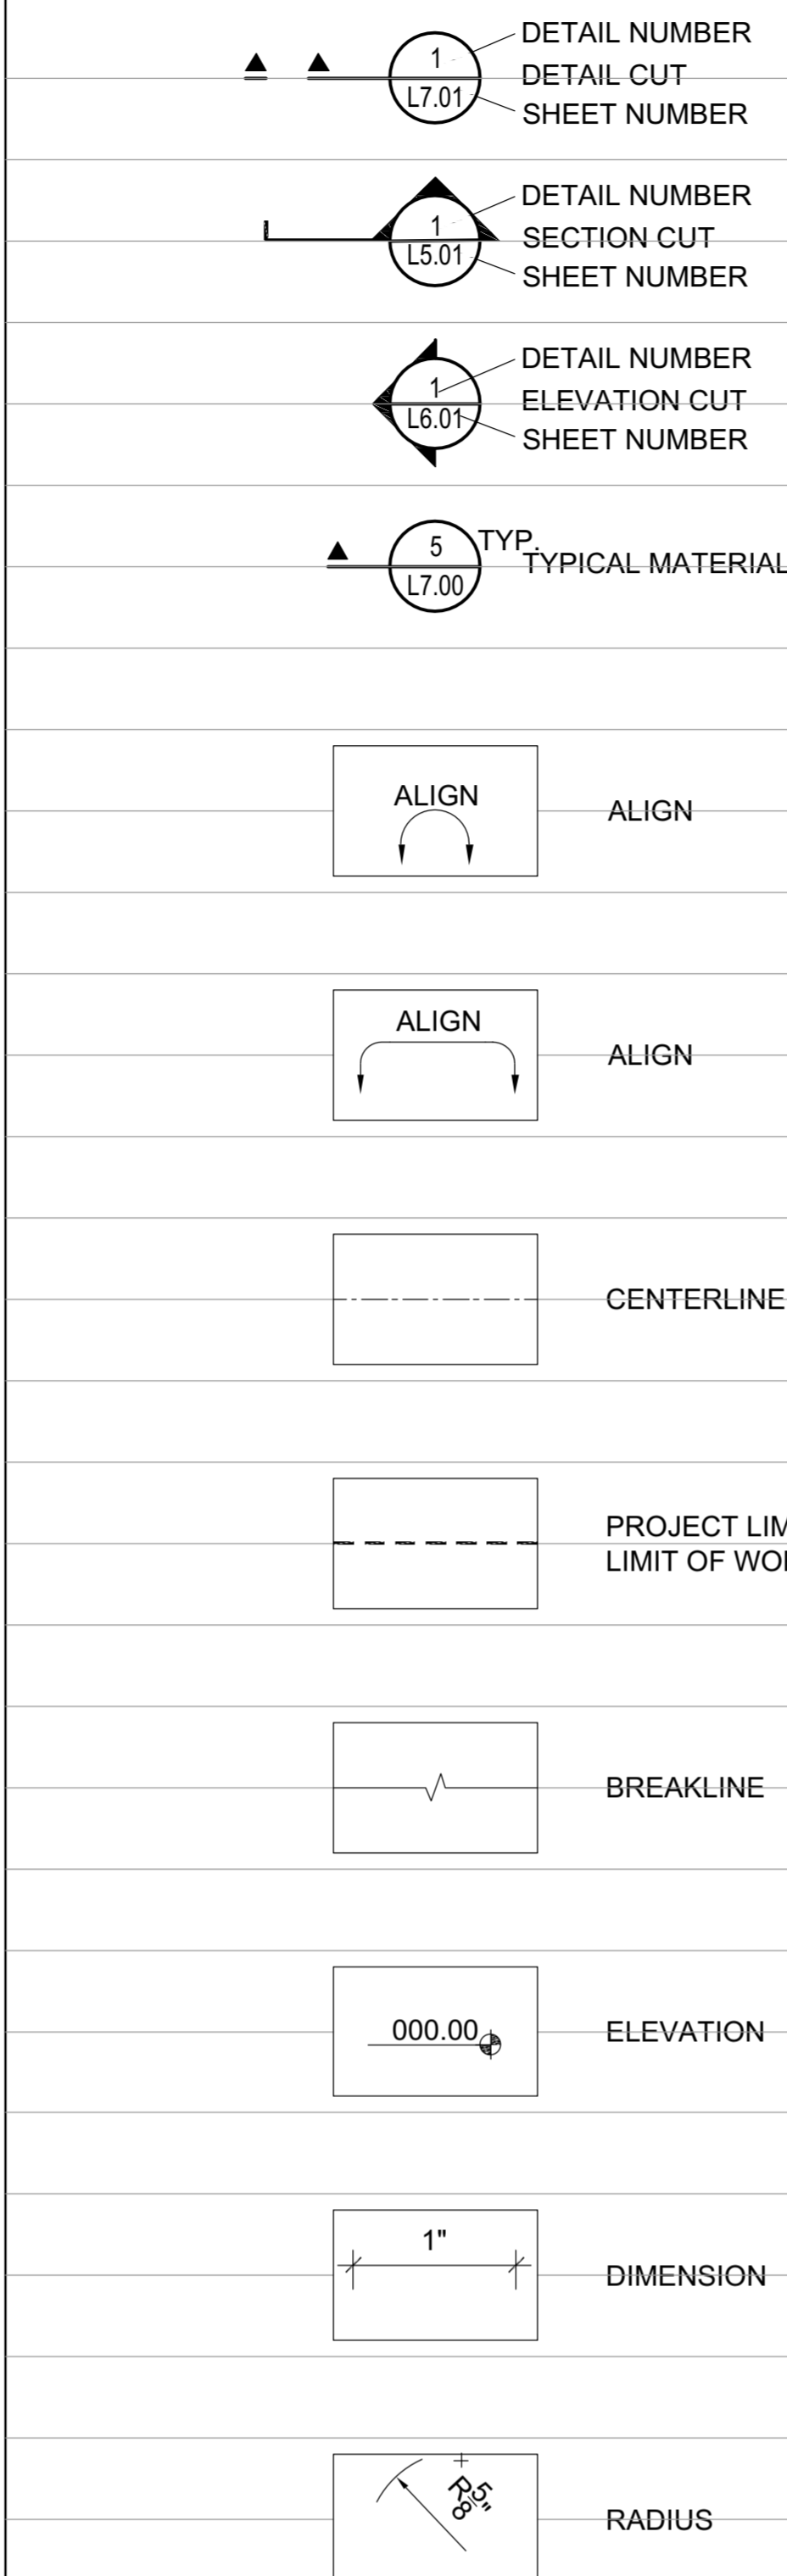 1
L7.01
DETAIL NUMBER
DETAIL CUT
SHEET NUMBER
1
L5.01
DETAIL NUMBER
SECTION CUT
SHEET NUMBER
1
L6.01
DETAIL NUMBER
ELEVATION CUT
SHEET NUMBER
5
L7.00
TYP.
TYPICAL MATERIAL
ALIGN
ALIGN
ALIGN
ALIGN
CENTERLINE
PROJECT LIM
LIMIT OF WO
BREAKLINE
000.00
ELEVATION
1"
DIMENSION
R5/8"
RADIUS